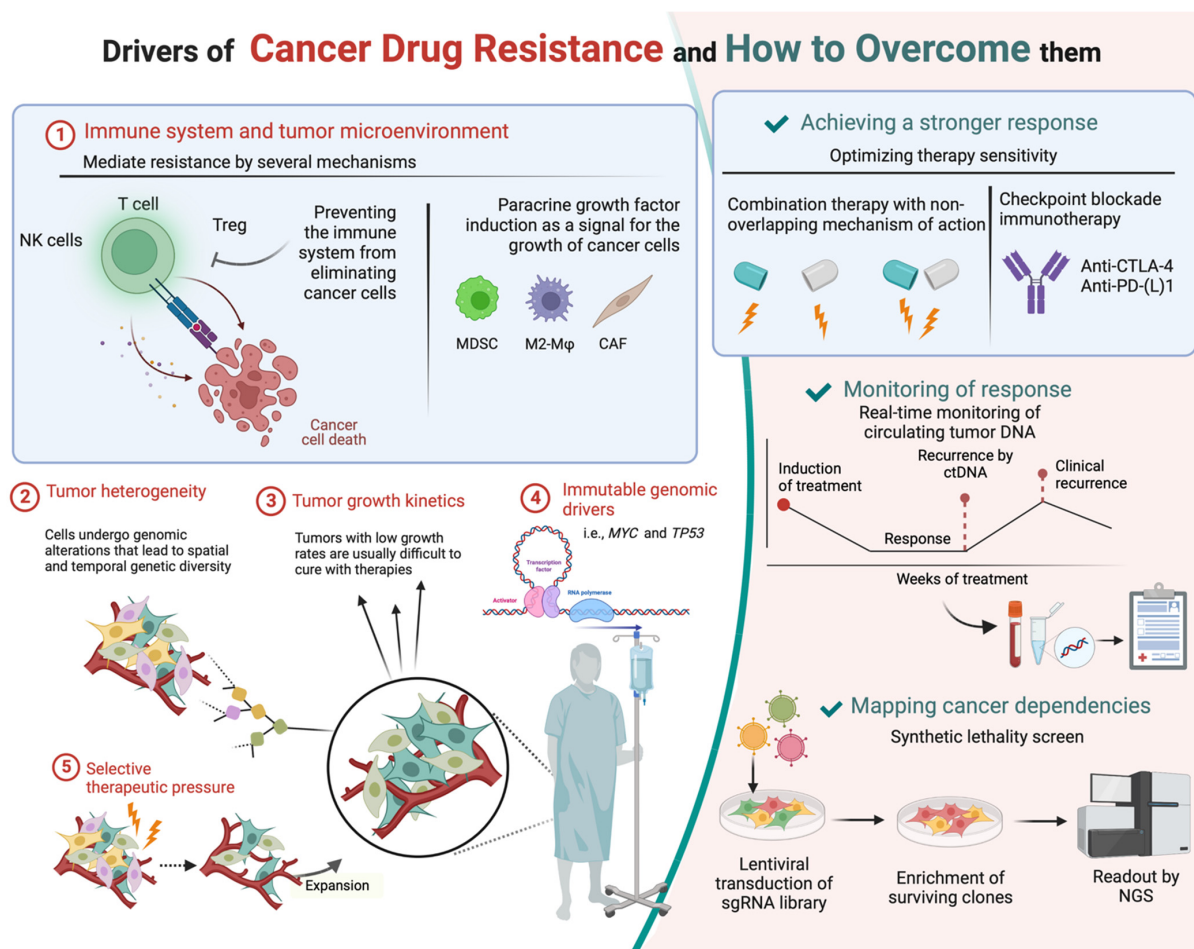 Drivers of Cancer Drug Resistance and How to Overcome them
1 Immune system and tumor microenvironment
Mediate resistance by several mechanisms
T cell
NK cells
Treg
Preventing
the immune
system from
eliminating
cancer cells
Cancer
cell death
Paracrine growth factor
induction as a signal for the
growth of cancer cells
MDSC
M2-Mφ
CAF
2 Tumor heterogeneity
Cells undergo genomic
alterations that lead to spatial
and temporal genetic diversity
3 Tumor growth kinetics
Tumors with low growth
rates are usually difficult to
cure with therapies
4 Immutable genomic
drivers
i.e., MYC and TP53
Transcription
factor
Activator
RNA polymerase
5 Selective
therapeutic pressure
Expansion
Achieving a stronger response
Optimizing therapy sensitivity
Combination therapy with non-
overlapping mechanism of action
Checkpoint blockade
immunotherapy
Anti-CTLA-4
Anti-PD-(L)1
Monitoring of response
Real-time monitoring of
circulating tumor DNA
Induction
of treatment
Recurrence by
ctDNA
Clinical
recurrence
Response
Weeks of treatment
Mapping cancer dependencies
Synthetic lethality screen
Lentiviral
transduction of
sgRNA library
Enrichment of
surviving clones
Readout by
NGS